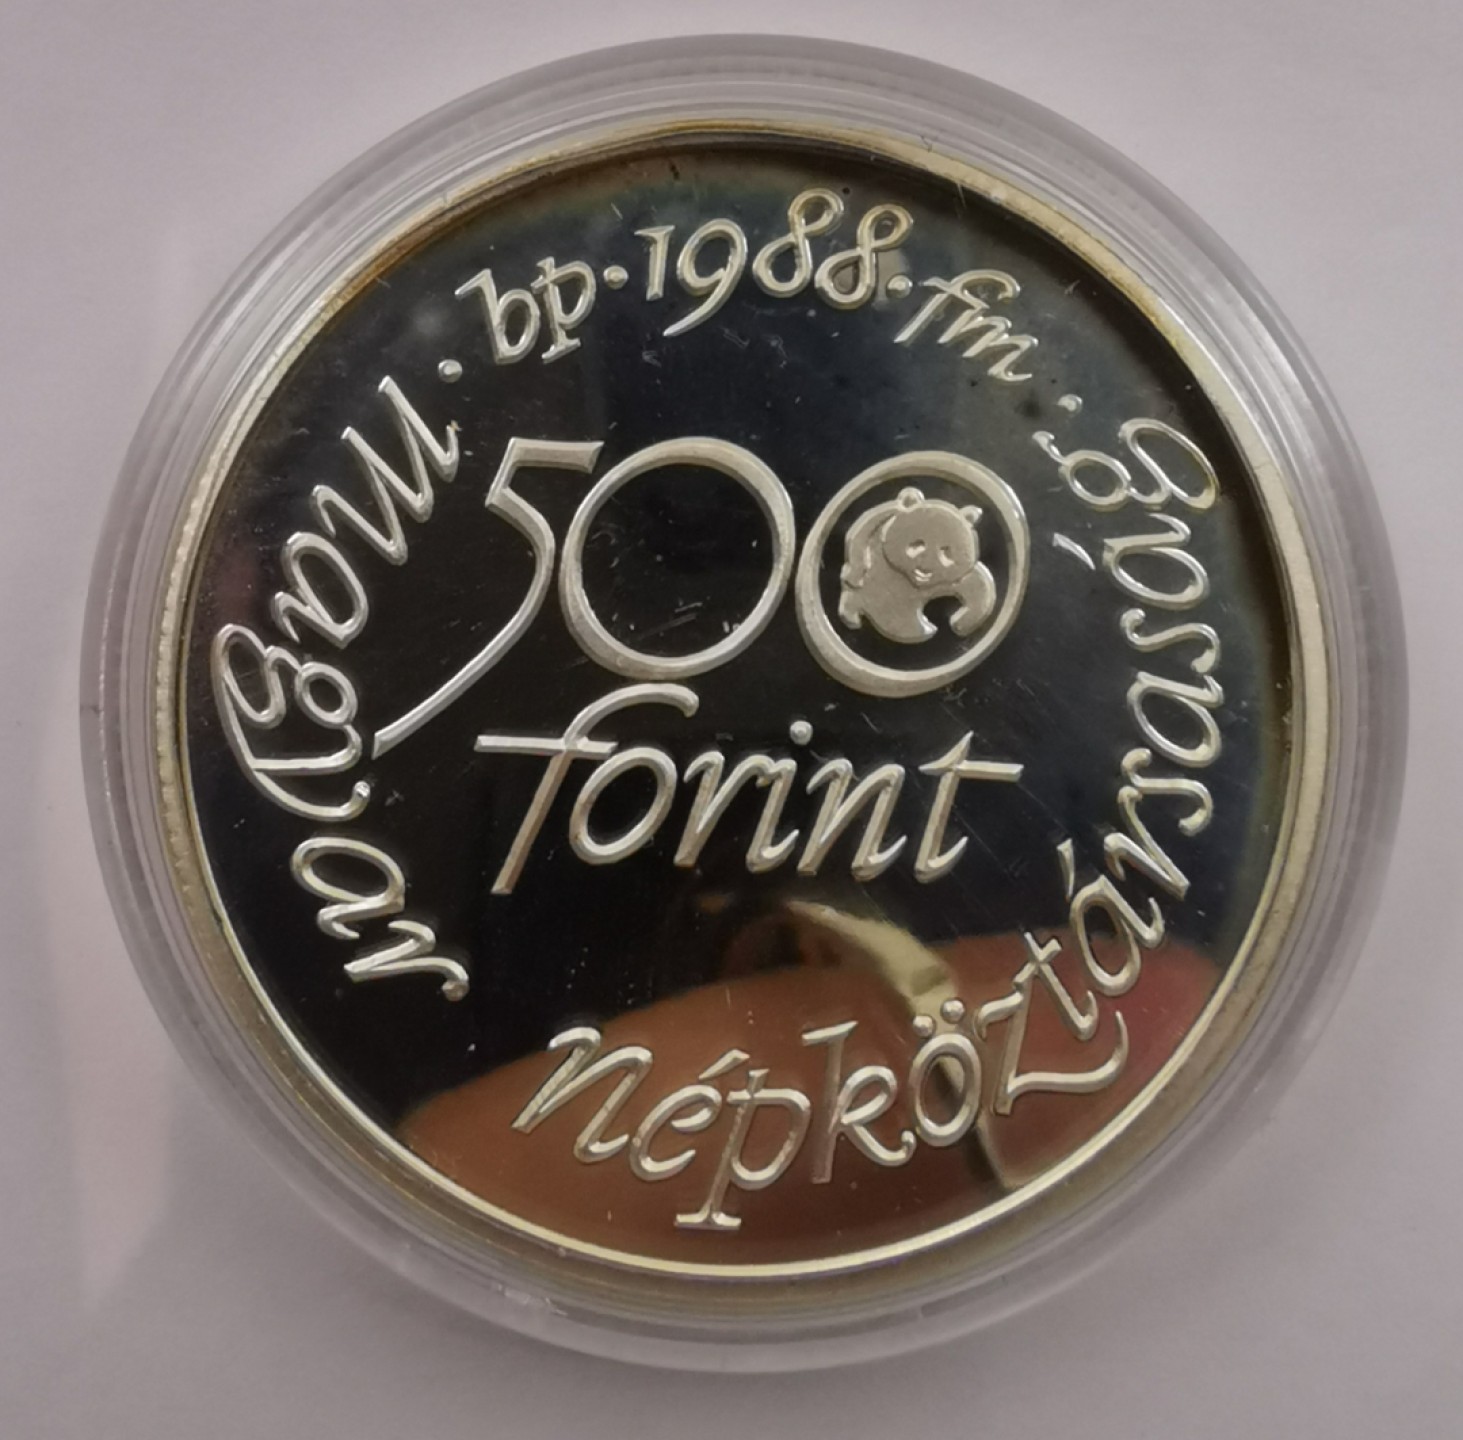 bp. 1988. fm.
500
forint
magyar népköztársaság